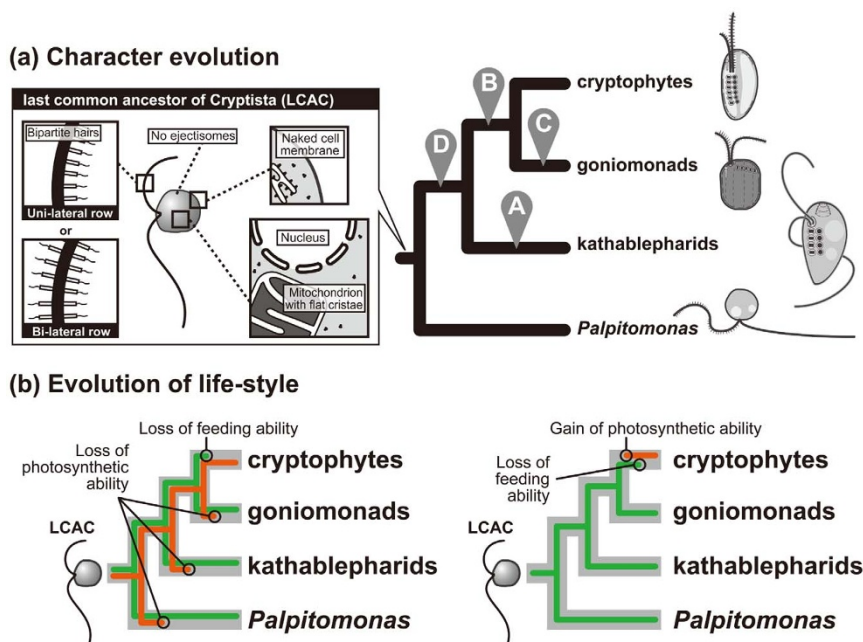 (a) Character evolution
last common ancestor of Cryptista (LCAC)
Bipartite hairs
No ejectisomes
Naked cell
membrane
Uni-lateral row
or
Nucleus
Mitochondrion
with flat cristae
Bi-lateral row
B
cryptophytes
C
D
goniomonads
A
kathablepharids
Palpitomonas
(b) Evolution of life-style
Loss of feeding ability
Loss of
photosynthetic
ability
cryptophytes
goniomonads
LCAC
kathablepharids
Palpitomonas
Gain of photosynthetic ability
Loss of
feeding
ability
cryptophytes
goniomonads
LCAC
kathablepharids
Palpitomonas